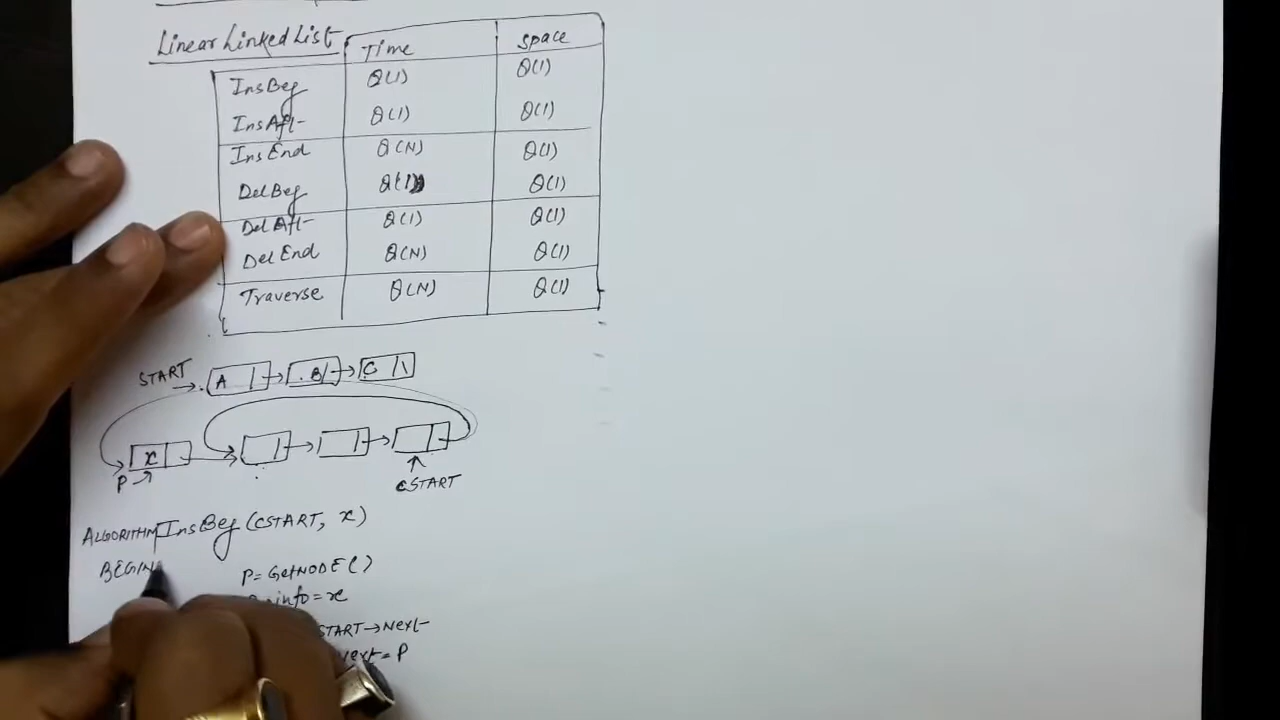 Linear Linked List Time Space
InsBeg θ(1) θ(1)
InsAft θ(1) θ(1)
InsEnd θ(N) θ(1)
DelBeg θ(1) θ(1)
DelAft θ(1) θ(1)
DelEnd θ(N) θ(1)
Traverse θ(N) θ(1)
START A B C
x
P
CSTART
ALGORITHM InsBeg (CSTART, x)
BEGIN
P = GetNODE()
info = x
START → Next
= P